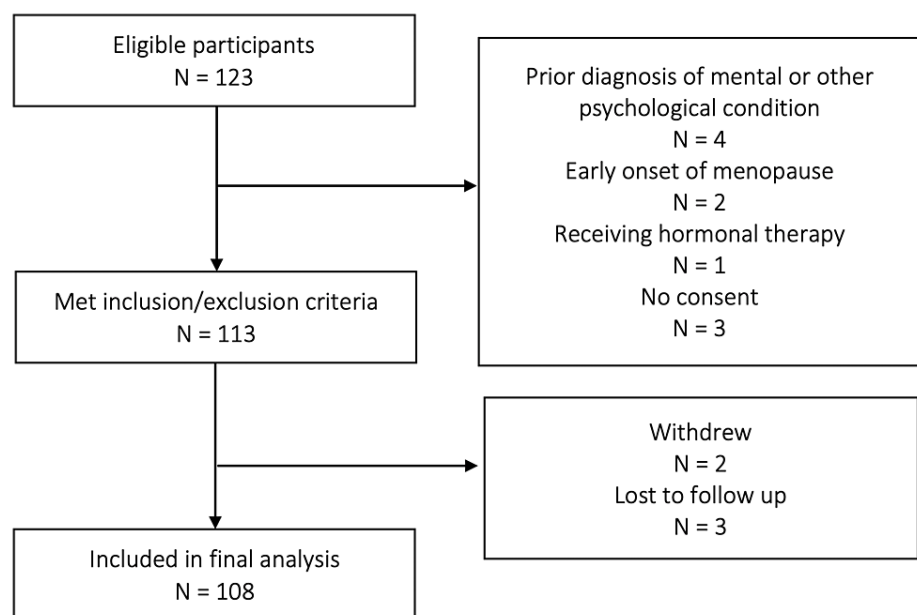 Eligible participants
N = 123
Prior diagnosis of mental or other
psychological condition
N = 4
Early onset of menopause
N = 2
Receiving hormonal therapy
N = 1
No consent
N = 3
Met inclusion/exclusion criteria
N = 113
Withdrew
N = 2
Lost to follow up
N = 3
Included in final analysis
N = 108